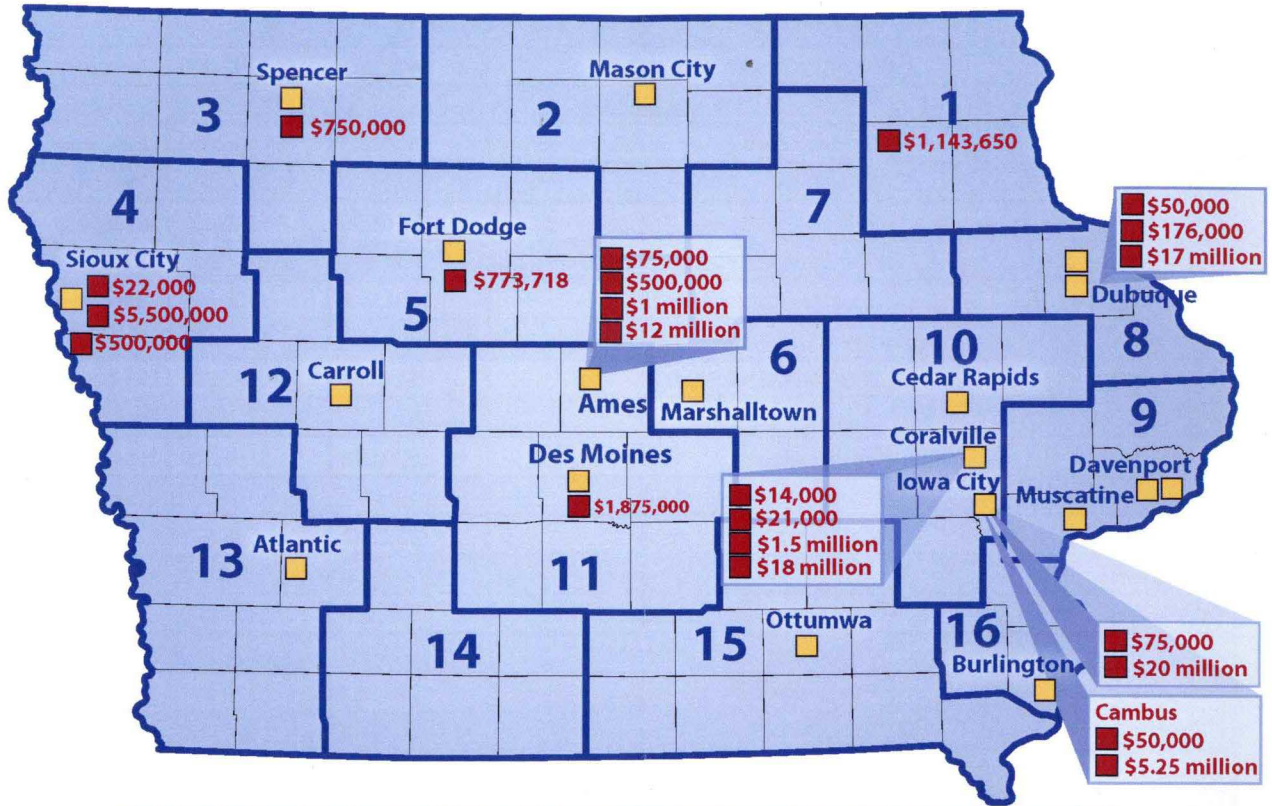 Spencer
3
$750,000
Mason City
2
1
$1,143,650
4
Sioux City
$22,000
$5,500,000
$500,000
Fort Dodge
$773,718
5
7
$75,000
$500,000
$1 million
$12 million
$50,000
$176,000
$17 million
Dubuque
8
12
Carroll
Ames
6
Marshalltown
10
Cedar Rapids
Coralville
Iowa City
9
Davenport
Muscatine
Des Moines
$1,875,000
$14,000
$21,000
$1.5 million
$18 million
13
Atlantic
11
14
15
Ottumwa
16
Burlington
$75,000
$20 million
Cambus
$50,000
$5.25 million